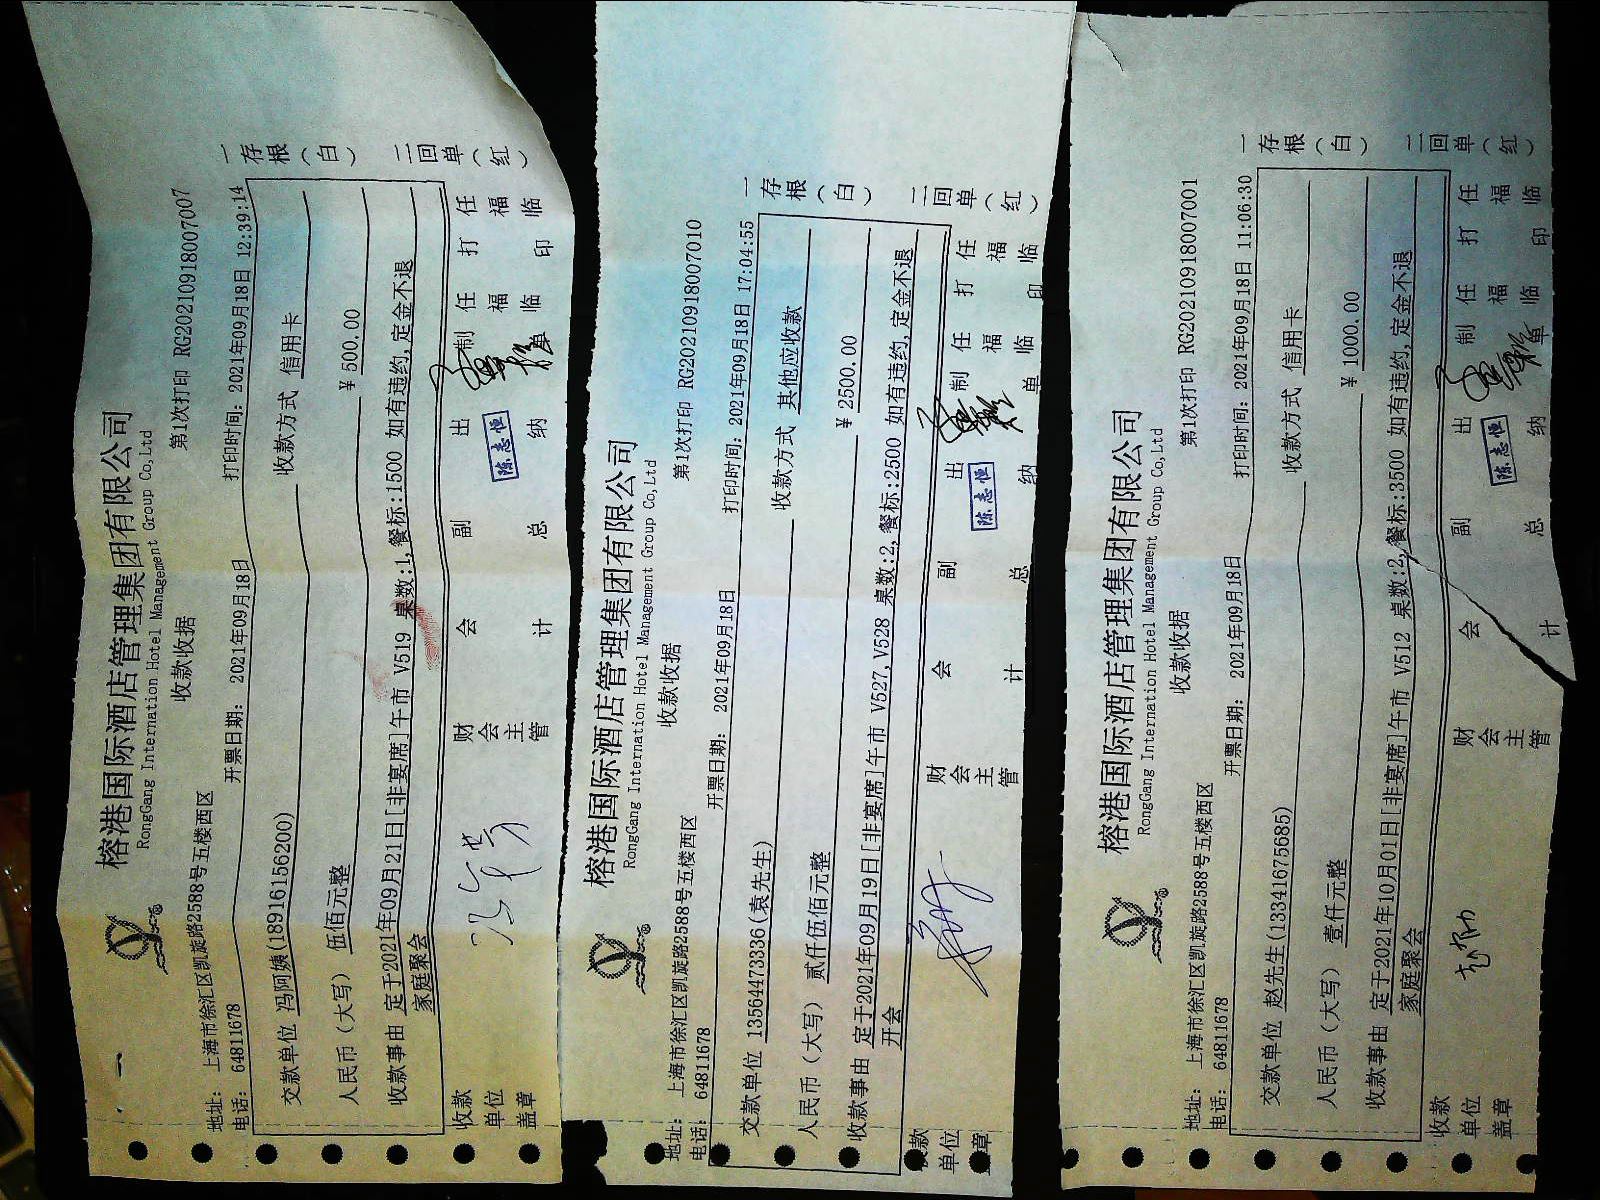 榕港国际酒店管理集团有限公司
RongGang Internation Hotel Management Group Co,Ltd
收款收据
第1次打印 RG20210918007007
地址: 上海市徐汇区凯旋路2588号五楼西区
电话: 64811678
开票日期: 2021年09月18日
打印时间: 2021年09月18日 12:39:14
交款单位 冯阿姨(18916156200)
收款方式 信用卡
人民币(大写) 伍佰元整
¥ 500.00
收款事由 定于2021年09月21日[非宴席]午市 V519 桌数:1,餐标:1500 如有违约,定金不退
家庭聚会
一存根(白) 二回单(红)
收款单位盖章
财会主管
会计
副总
出纳
陈志恒
制单
任福临
打印
任福临
榕港国际酒店管理集团有限公司
RongGang Internation Hotel Management Group Co,Ltd
收款收据
第1次打印 RG20210918007010
地址: 上海市徐汇区凯旋路2588号五楼西区
电话: 64811678
开票日期: 2021年09月18日
打印时间: 2021年09月18日 17:04:55
交款单位 13564473336(袁先生)
收款方式 其他应收款
人民币(大写) 贰仟伍佰元整
¥ 2500.00
收款事由 定于2021年09月19日[非宴席]午市 V527,V528 桌数:2,餐标:2500 如有违约,定金不退
开会
一存根(白) 二回单(红)
收款单位盖章
财会主管
会计
副总
出纳
陈志恒
制单
任福临
打印
任福临
榕港国际酒店管理集团有限公司
RongGang Internation Hotel Management Group Co,Ltd
收款收据
第1次打印 RG20210918007001
地址: 上海市徐汇区凯旋路2588号五楼西区
电话: 64811678
开票日期: 2021年09月18日
打印时间: 2021年09月18日 11:06:30
交款单位 赵先生(13341675685)
收款方式 信用卡
人民币(大写) 壹仟元整
¥ 1000.00
收款事由 定于2021年10月01日[非宴席]午市 V512 桌数:2,餐标:3500 如有违约,定金不退
家庭聚会
一存根(白) 二回单(红)
收款单位盖章
财会主管
会计
副总
出纳
陈志恒
制单
任福临
打印
任福临